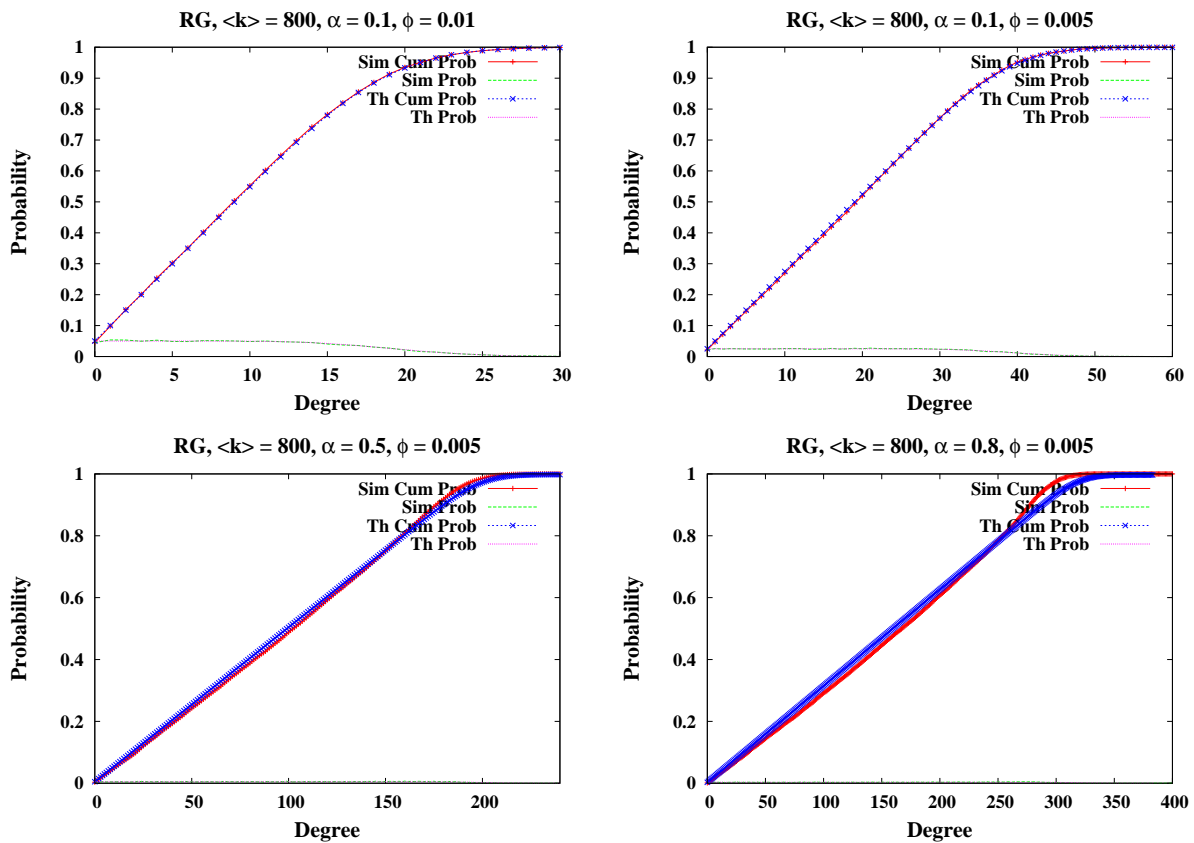 RG, <k> = 800, α = 0.1, ϕ = 0.01
1
0.9
0.8
0.7
0.6
0.5
0.4
0.3
0.2
0.1
0
Probability
Sim Cum Prob
Sim Prob
Th Cum Prob
Th Prob
0 5 10 15 20 25 30
Degree
RG, <k> = 800, α = 0.1, ϕ = 0.005
1
0.9
0.8
0.7
0.6
0.5
0.4
0.3
0.2
0.1
0
Probability
Sim Cum Prob
Sim Prob
Th Cum Prob
Th Prob
0 10 20 30 40 50 60
Degree
RG, <k> = 800, α = 0.5, ϕ = 0.005
1
0.8
0.6
0.4
0.2
0
Probability
Sim Cum Prob
Sim Prob
Th Cum Prob
Th Prob
0 50 100 150 200
Degree
RG, <k> = 800, α = 0.8, ϕ = 0.005
1
0.8
0.6
0.4
0.2
0
Probability
Sim Cum Prob
Sim Prob
Th Cum Prob
Th Prob
0 50 100 150 200 250 300 350 400
Degree